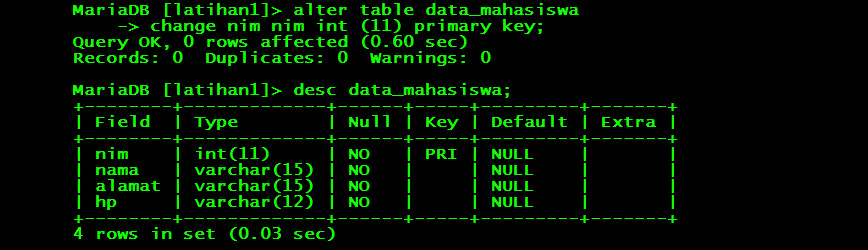 MariaDB [latihan1]> alter table data_mahasiswa
    -> change nim nim int (11) primary key;
Query OK, 0 rows affected (0.60 sec)
Records: 0  Duplicates: 0  Warnings: 0
MariaDB [latihan1]> desc data_mahasiswa;
+--------+-------------+------+-----+---------+-------+
| Field  | Type        | Null | Key | Default | Extra |
+--------+-------------+------+-----+---------+-------+
| nim    | int(11)     | NO   | PRI | NULL    |       |
| nama   | varchar(15) | NO   |     | NULL    |       |
| alamat | varchar(15) | NO   |     | NULL    |       |
| hp     | varchar(12) | NO   |     | NULL    |       |
+--------+-------------+------+-----+---------+-------+
4 rows in set (0.03 sec)